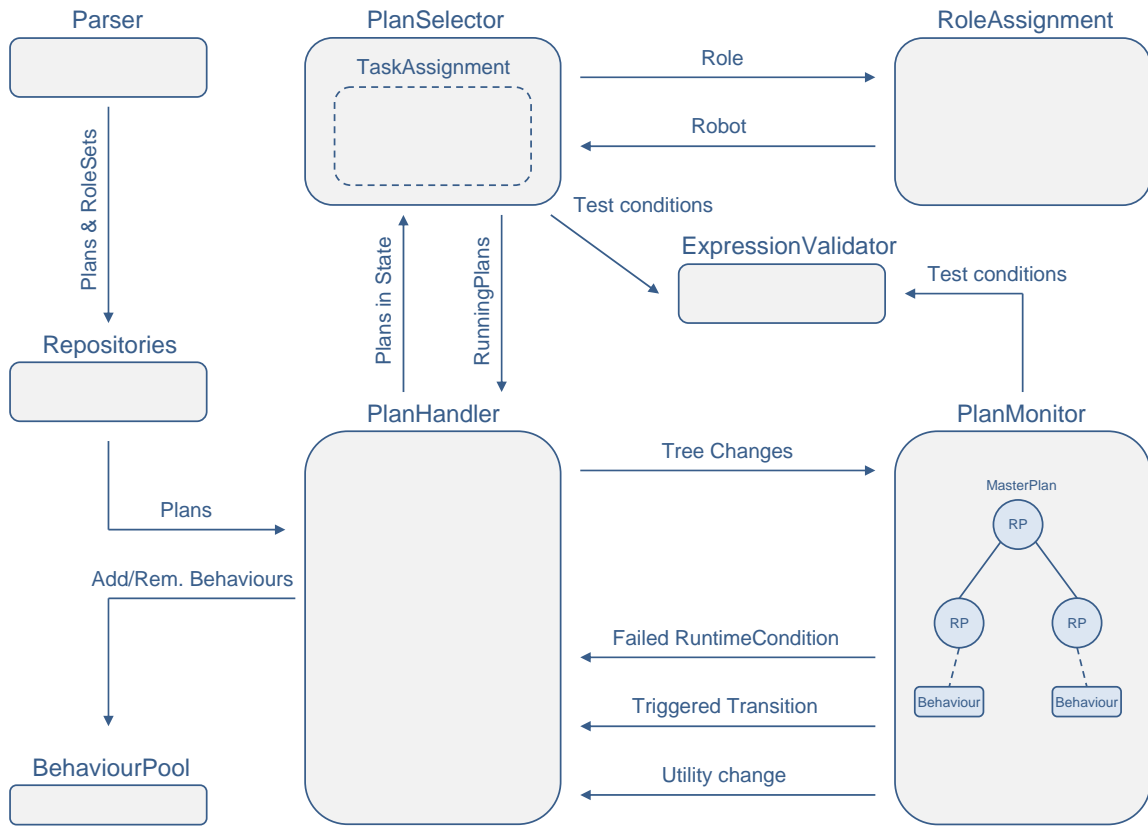 Parser
PlanSelector
RoleAssignment
TaskAssignment
Role
Robot
Plans & RoleSets
Test conditions
ExpressionValidator
Test conditions
Plans in State
RunningPlans
Repositories
PlanHandler
PlanMonitor
Tree Changes
MasterPlan
RP
Plans
Add/Rem. Behaviours
RP
RP
Failed RuntimeCondition
Behaviour
Behaviour
Triggered Transition
BehaviourPool
Utility change